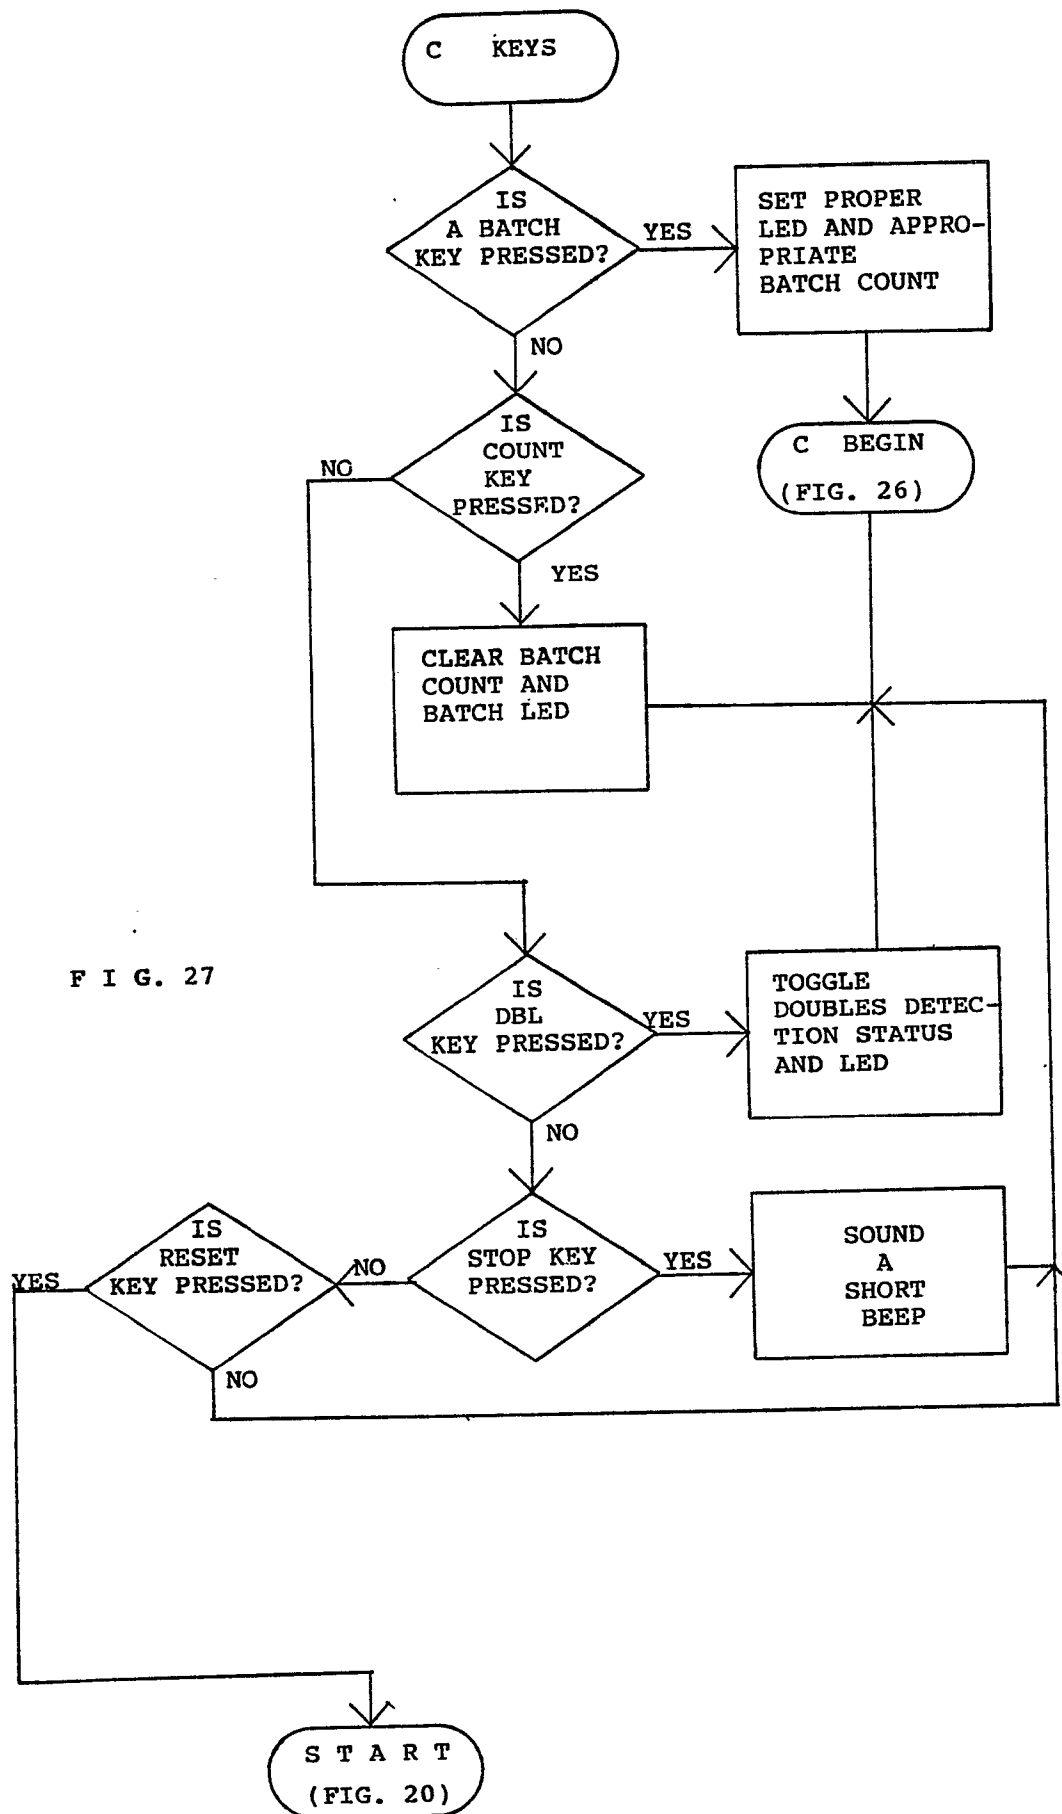 C KEYS
IS
A BATCH
KEY PRESSED?
YES
SET PROPER
LED AND APPRO-
PRIATE
BATCH COUNT
NO
IS
COUNT
KEY
PRESSED?
NO
YES
C BEGIN
(FIG. 26)
CLEAR BATCH
COUNT AND
BATCH LED
F I G. 27
IS
DBL
KEY PRESSED?
YES
TOGGLE
DOUBLES DETEC-
TION STATUS
AND LED
NO
IS
STOP KEY
PRESSED?
YES
SOUND
A
SHORT
BEEP
NO
IS
RESET
KEY PRESSED?
YES
NO
S T A R T
(FIG. 20)